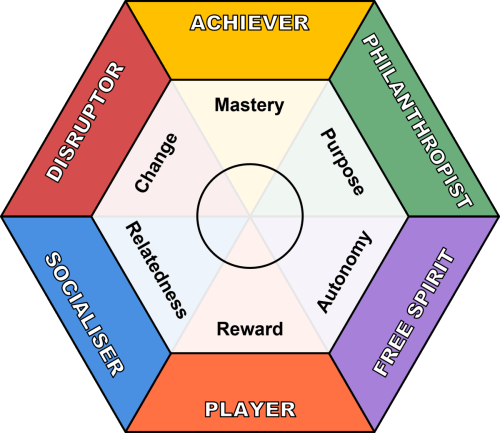 ACHIEVER
PHILANTHROPIST
FREE SPIRIT
PLAYER
SOCIALISER
DISRUPTOR
Mastery
Purpose
Autonomy
Reward
Relatedness
Change